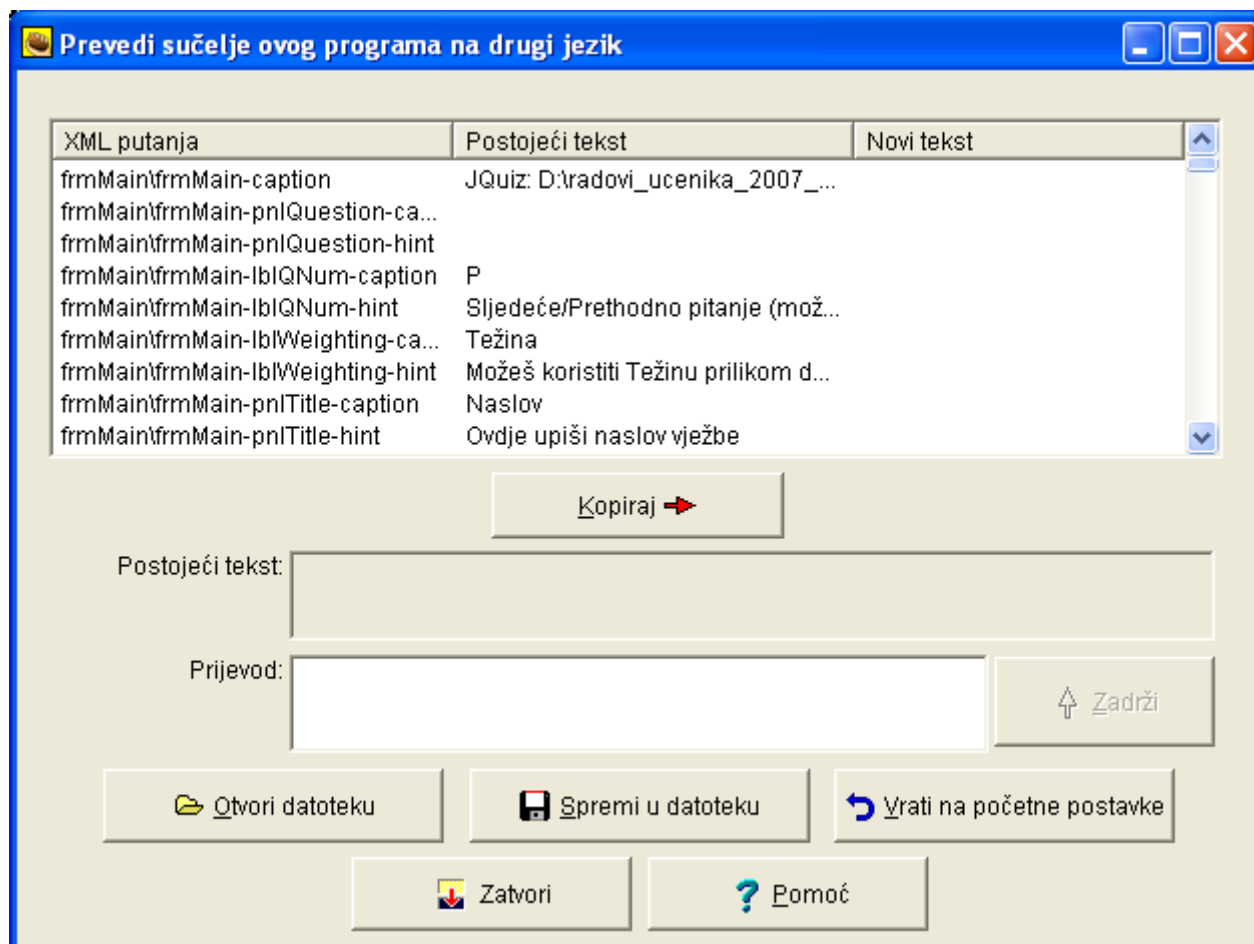 Prevedi sučelje ovog programa na drugi jezik
XML putanja Postojeći tekst Novi tekst
frmMain\frmMain-caption JQuiz: D:\radovi_ucenika_2007_...
frmMain\frmMain-pnlQuestion-ca...
frmMain\frmMain-pnlQuestion-hint
frmMain\frmMain-lblQNum-caption P
frmMain\frmMain-lblQNum-hint Sljedeće/Prethodno pitanje (mož...
frmMain\frmMain-lblWeighting-ca... Težina
frmMain\frmMain-lblWeighting-hint Možeš koristiti Težinu prilikom d...
frmMain\frmMain-pnlTitle-caption Naslov
frmMain\frmMain-pnlTitle-hint Ovdje upiši naslov vježbe
Kopiraj
Postojeći tekst:
Prijevod:
Zadrži
Otvori datoteku Spremi u datoteku Vrati na početne postavke
Zatvori Pomoć